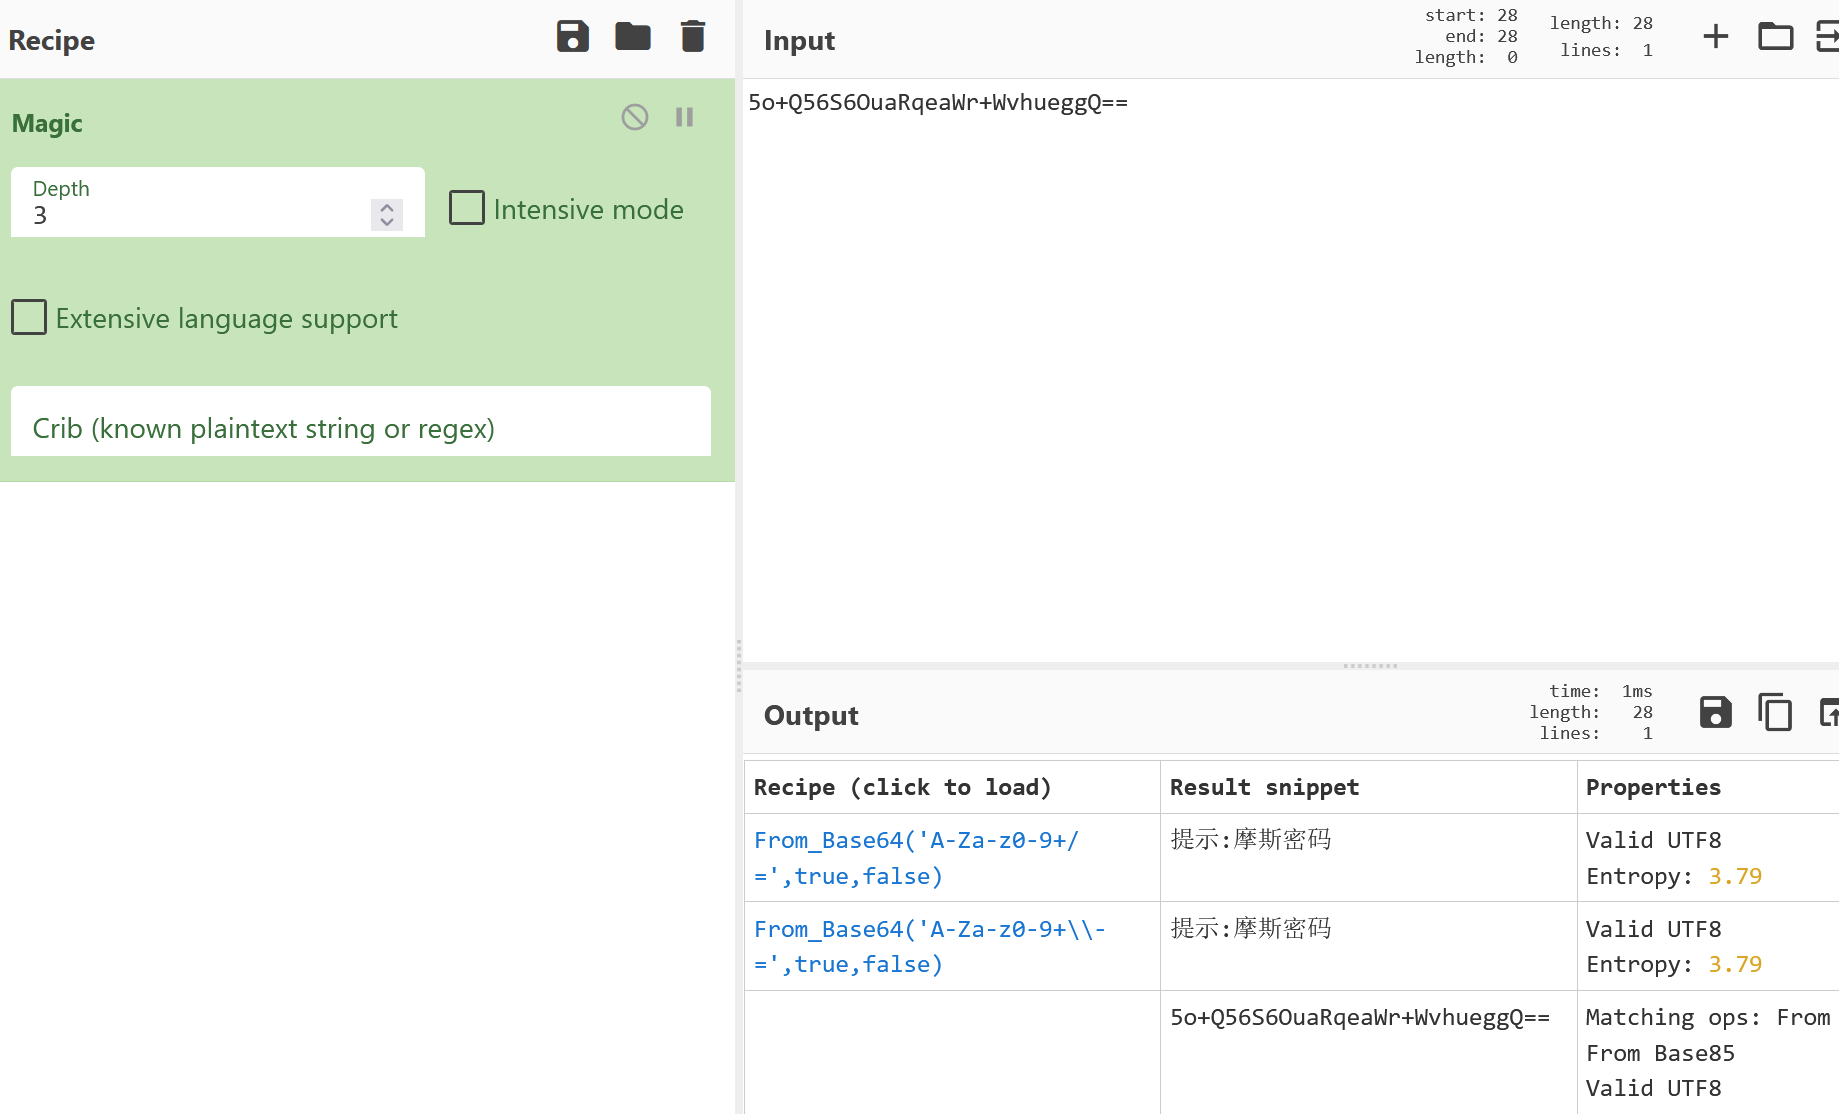 Recipe
Magic
Depth
3
Intensive mode
Extensive language support
Crib (known plaintext string or regex)
Input
start: 28
end: 28
length: 0
length: 28
lines: 1
5o+Q56S6OuaRqeaWr+WvhueggQ==
Output
time: 1ms
length: 28
lines: 1
Recipe (click to load) Result snippet Properties
From_Base64('A-Za-z0-9+/
=',true,false)
提示:摩斯密码
Valid UTF8
Entropy: 3.79
From_Base64('A-Za-z0-9+\\-
=',true,false)
提示:摩斯密码
Valid UTF8
Entropy: 3.79
5o+Q56S6OuaRqeaWr+WvhueggQ==
Matching ops: From
From Base85
Valid UTF8